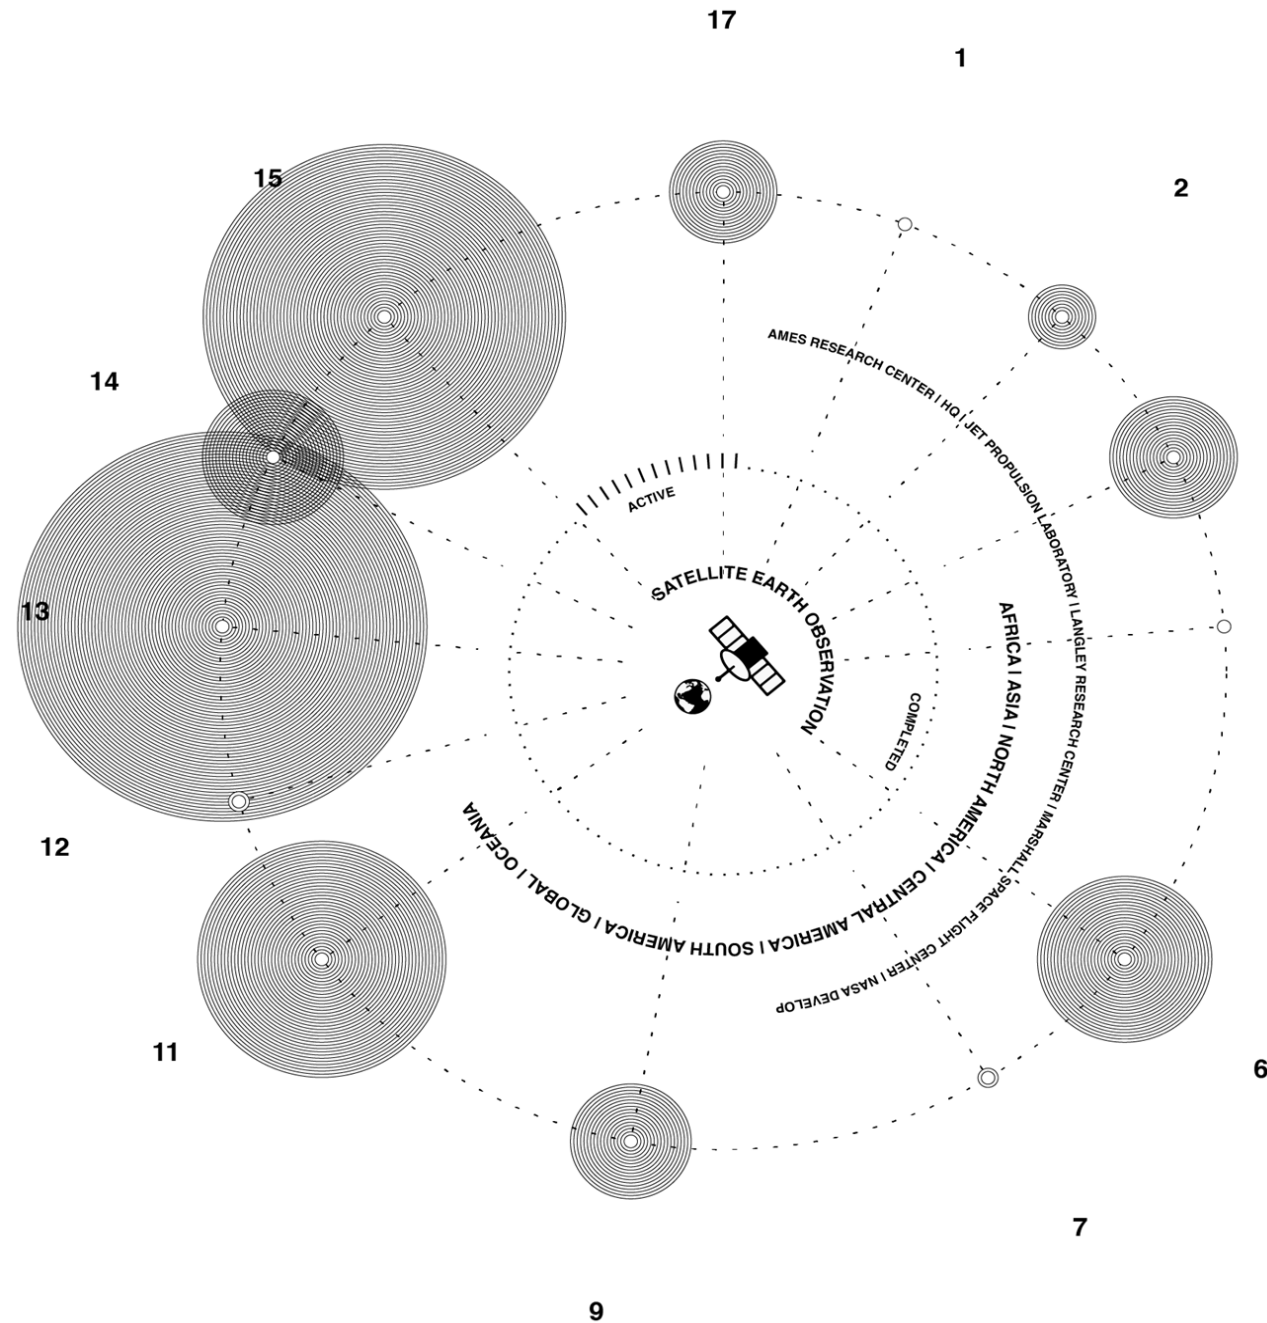 17
1
2
15
14
13
12
11
9
7
6
AMES RESEARCH CENTER | HQ | JET PROPULSION LABORATORY | LANGLEY RESEARCH CENTER | MARSHALL SPACE FLIGHT CENTER | NASA DEVELOP
ACTIVE
SATELLITE EARTH OBSERVATION
COMPLETED
AFRICA | ASIA | NORTH AMERICA | CENTRAL AMERICA | SOUTH AMERICA | GLOBAL | OCEANIA